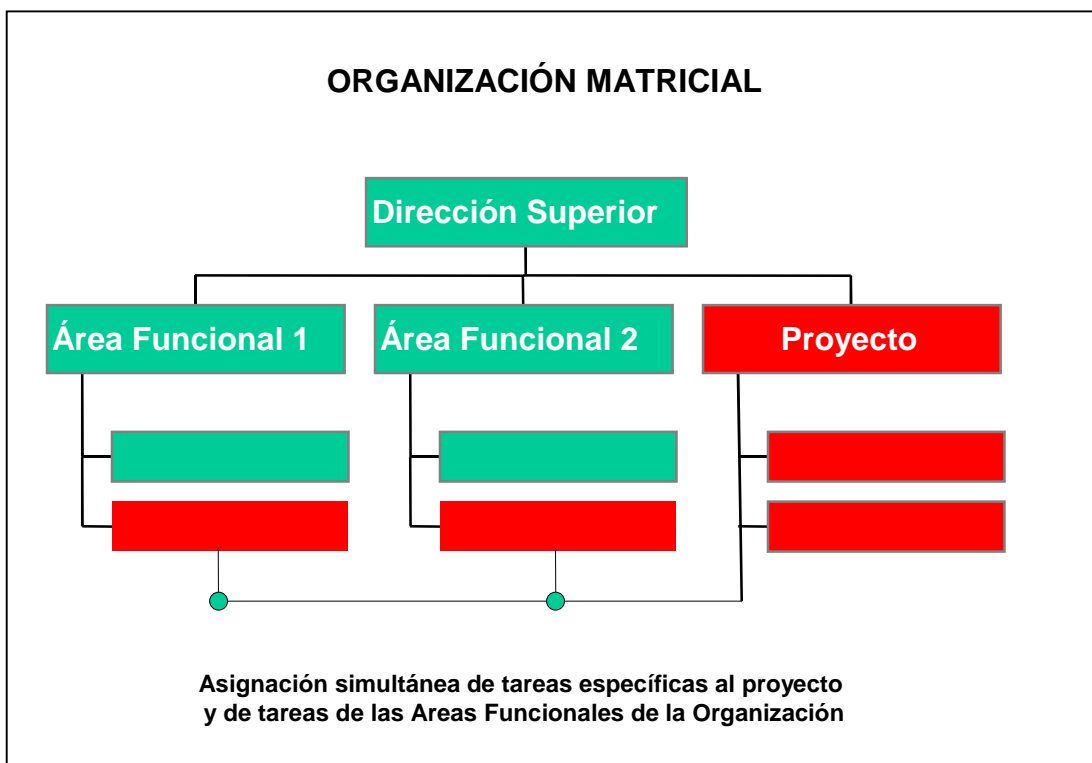 ORGANIZACIÓN MATRICIAL
Dirección Superior
Área Funcional 1
Área Funcional 2
Proyecto
Asignación simultánea de tareas específicas al proyecto
y de tareas de las Areas Funcionales de la Organización